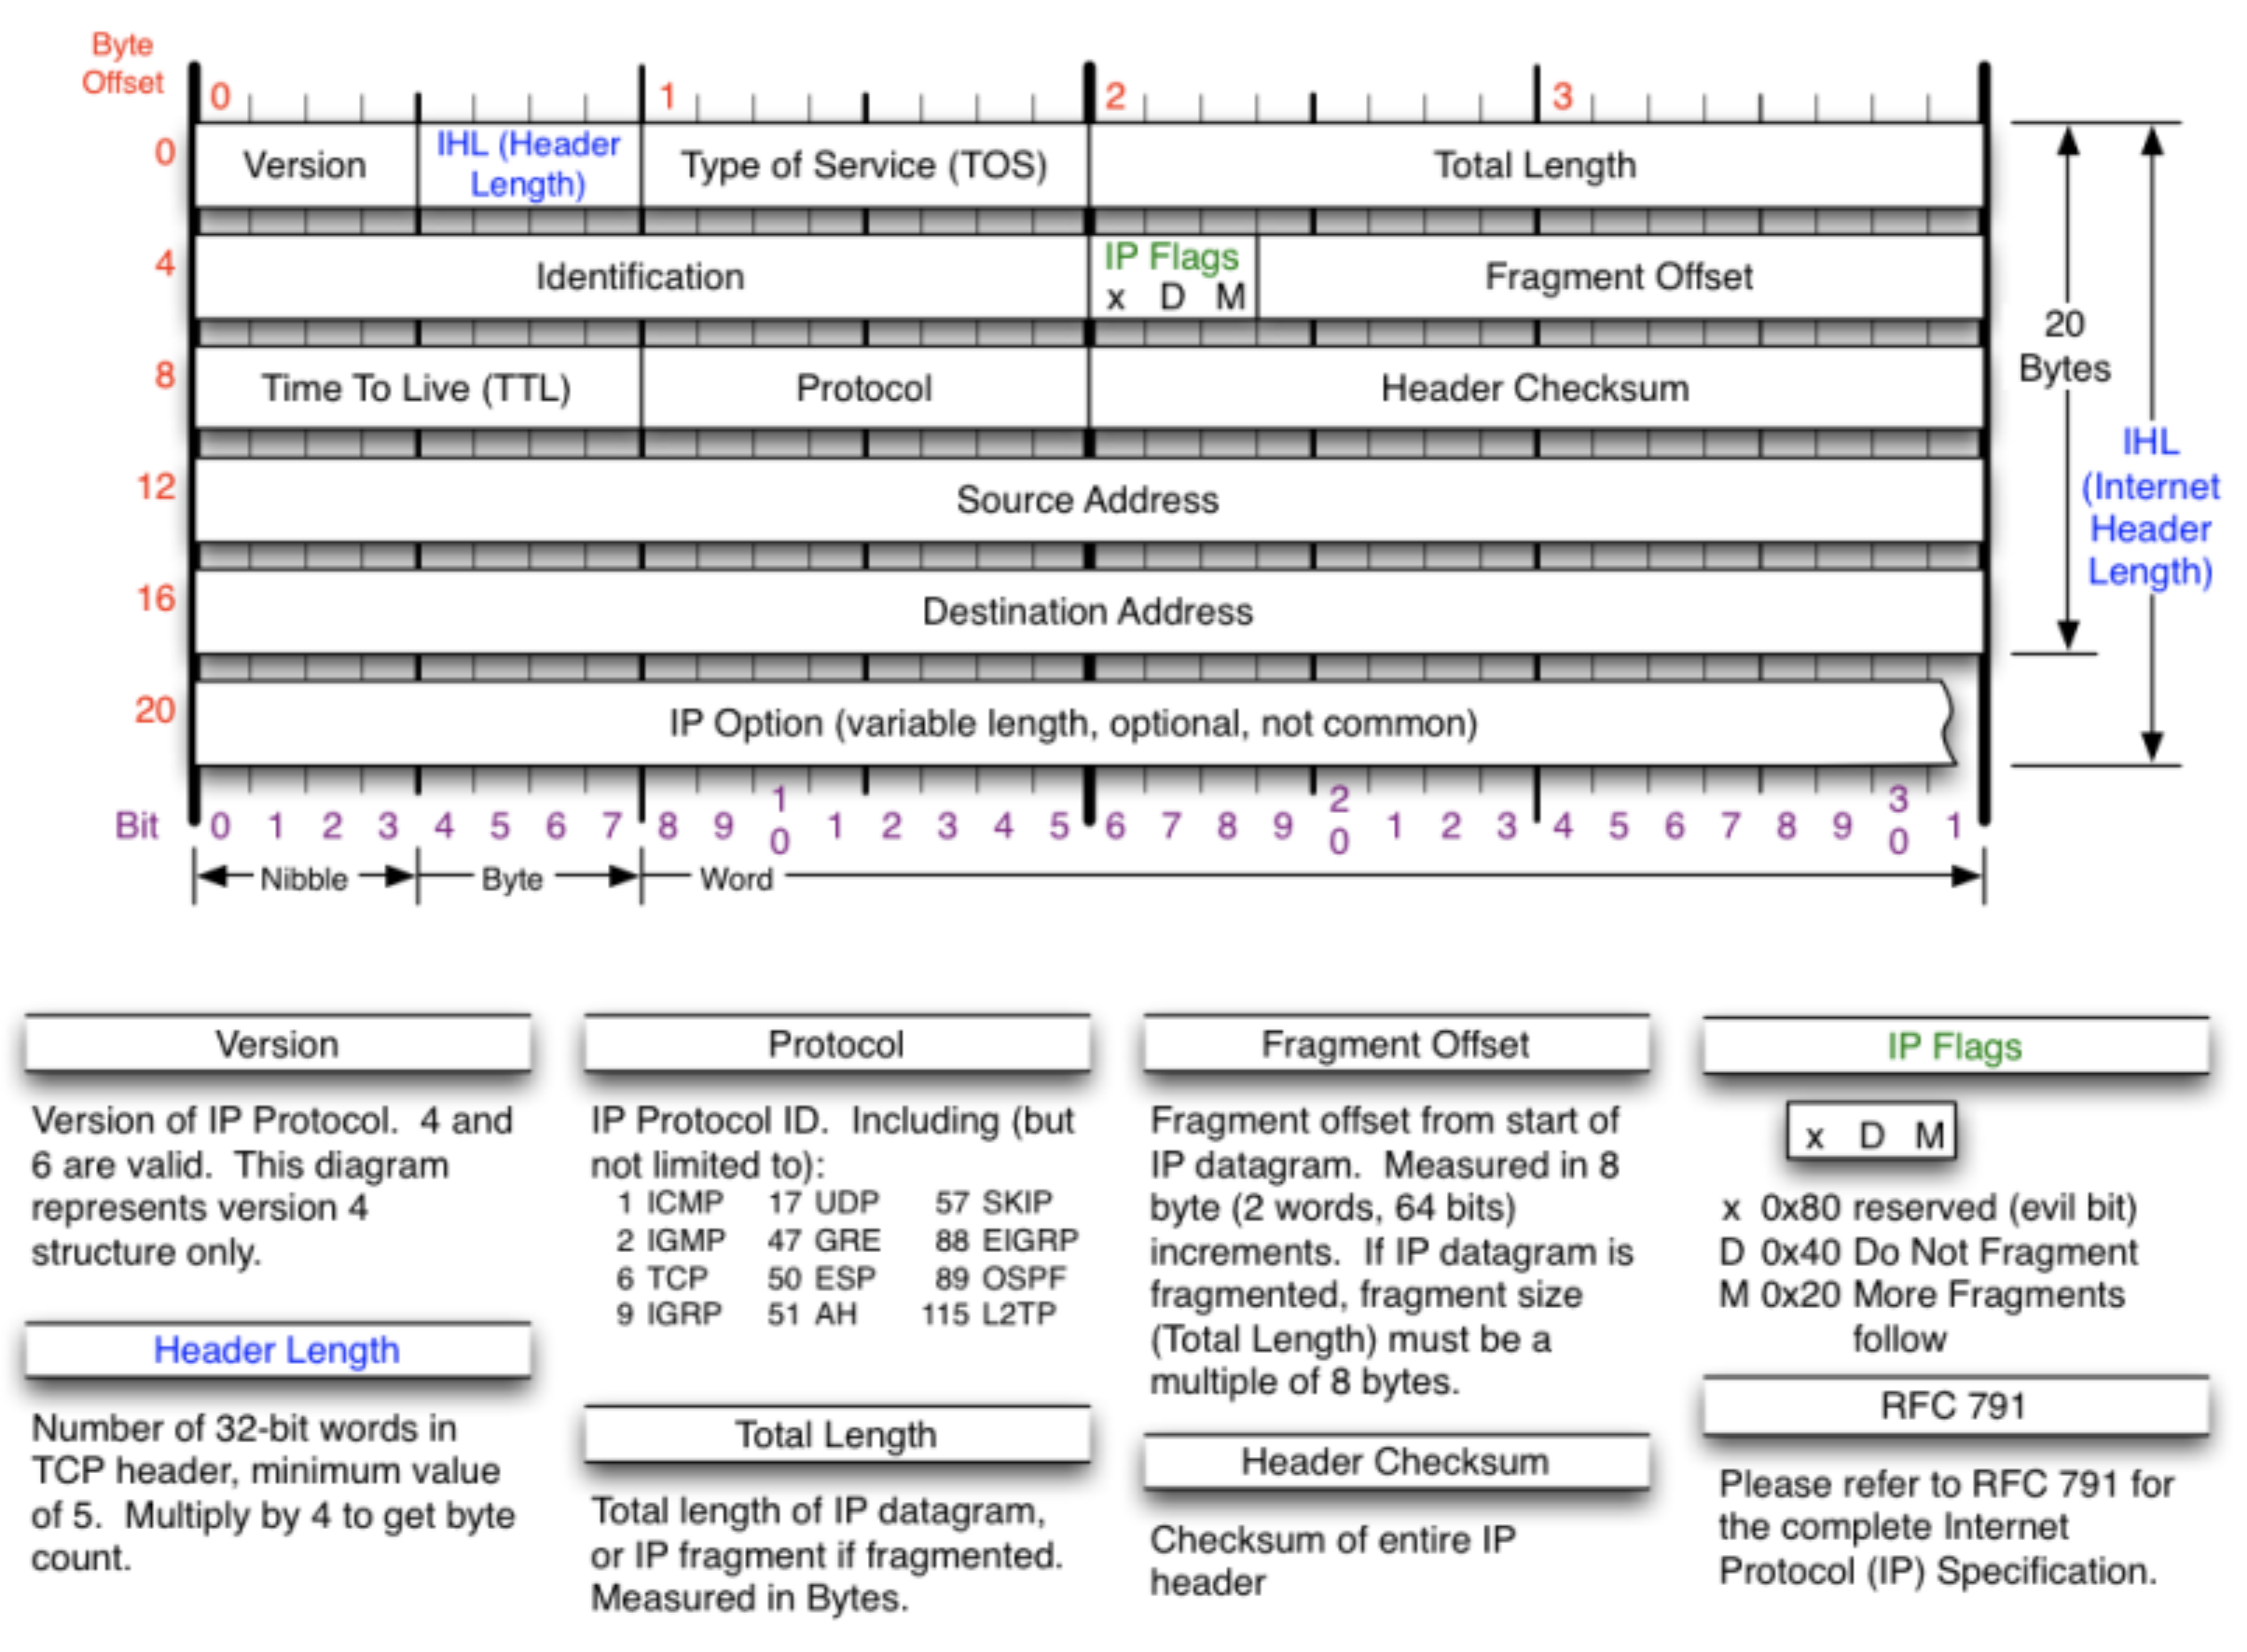 Byte
Offset
0 1 2 3
0 Version IHL (Header Length) Type of Service (TOS) Total Length
4 Identification IP Flags Fragment Offset
x D M
20
Bytes
8 Time To Live (TTL) Protocol Header Checksum
IHL
(Internet
Header
Length)
12 Source Address
16 Destination Address
20 IP Option (variable length, optional, not common)
Bit 0 1 2 3 4 5 6 7 8 9 10 1 2 3 4 5 6 7 8 9 20 1 2 3 4 5 6 7 8 9 30 1
Nibble Byte Word
Version
Version of IP Protocol. 4 and
6 are valid. This diagram
represents version 4
structure only.
Header Length
Number of 32-bit words in
TCP header, minimum value
of 5. Multiply by 4 to get byte
count.
Protocol
IP Protocol ID. Including (but
not limited to):
1 ICMP 17 UDP 57 SKIP
2 IGMP 47 GRE 88 EIGRP
6 TCP 50 ESP 89 OSPF
9 IGRP 51 AH 115 L2TP
Total Length
Total length of IP datagram,
or IP fragment if fragmented.
Measured in Bytes.
Fragment Offset
Fragment offset from start of
IP datagram. Measured in 8
byte (2 words, 64 bits)
increments. If IP datagram is
fragmented, fragment size
(Total Length) must be a
multiple of 8 bytes.
Header Checksum
Checksum of entire IP
header
IP Flags
x D M
x 0x80 reserved (evil bit)
D 0x40 Do Not Fragment
M 0x20 More Fragments
follow
RFC 791
Please refer to RFC 791 for
the complete Internet
Protocol (IP) Specification.